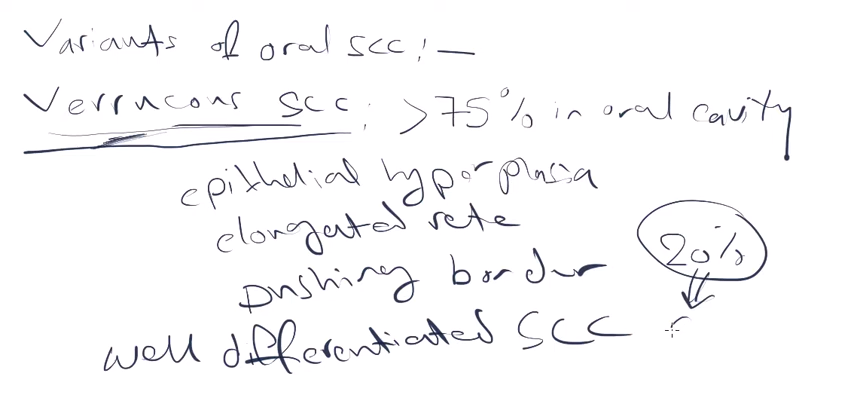 Variants of oral SCC: —
Verrucous SCC: >75% in oral cavity
epithelial hyperplasia
elongated rete
pushing border
20%
well differentiated SCC